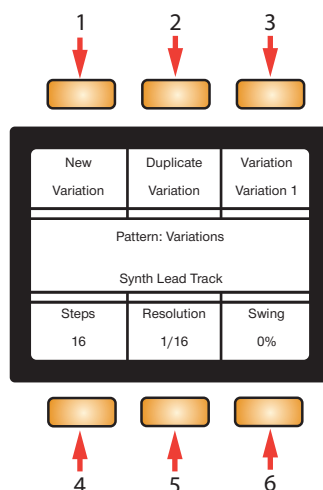 1 2 3
New Duplicate Variation
Variation Variation Variation 1
Pattern: Variations
Synth Lead Track
Steps Resolution Swing
16 1/16 0%
4 5 6